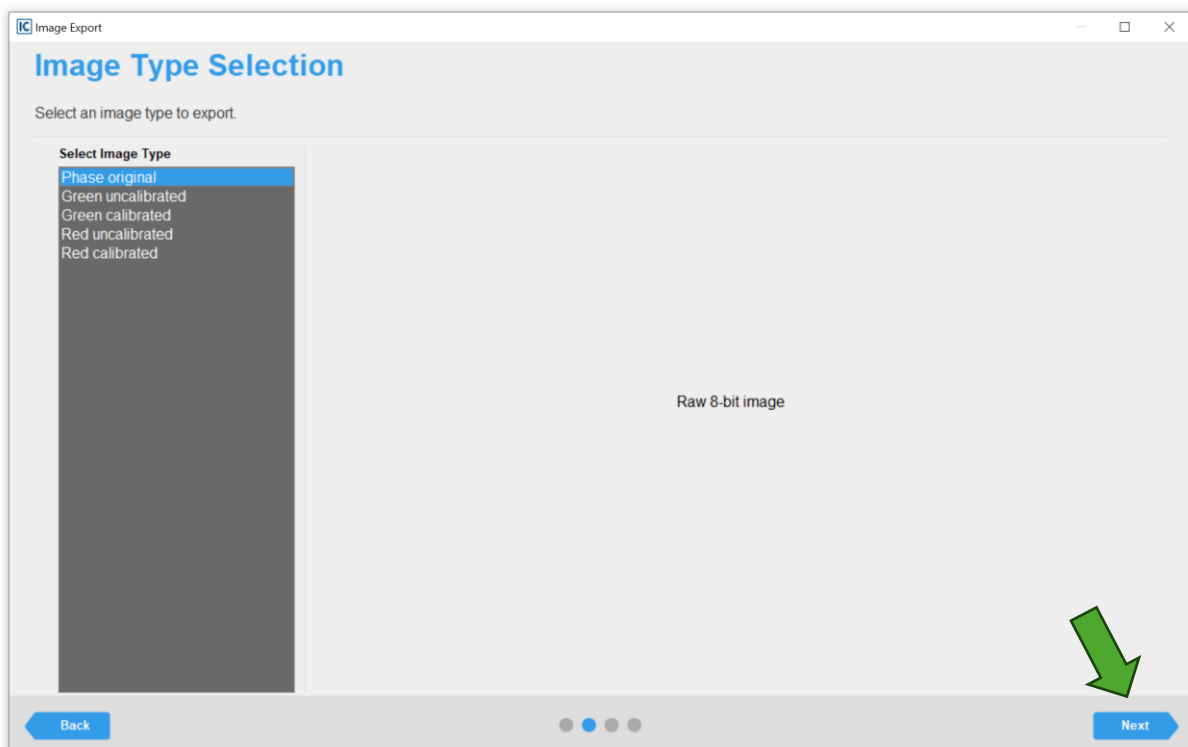 IC Image Export
Image Type Selection
Select an image type to export.
Select Image Type
Phase original
Green uncalibrated
Green calibrated
Red uncalibrated
Red calibrated
Raw 8-bit image
Back
Next